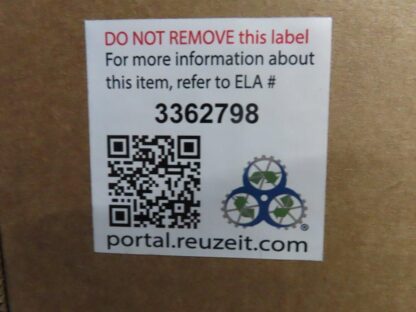 DO NOT REMOVE this label
For more information about
this item, refer to ELA #
3362798
®
portal.reuzeit.com